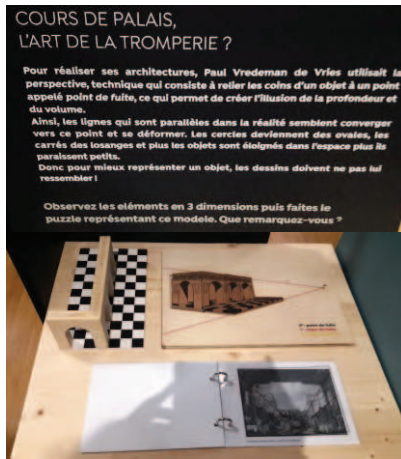 COURS DE PALAIS,
L'ART DE LA TROMPERIE ?
Pour réaliser ses architectures, Paul Vredeman de Vries utilisait la
perspective, technique qui consiste à relier les coins d'un objet à un point
appelé point de fuite, ce qui permet de créer l'illusion de la profondeur et
du volume.
Ainsi, les lignes qui sont parallèles dans la réalité semblent converger
vers ce point et se déformer. Les cercles deviennent des ovales, les
carrés des losanges et plus les objets sont éloignés dans l'espace plus ils
paraissent petits.
Donc pour mieux représenter un objet, les dessins doivent ne pas lui
ressembler !
Observez les eléments en 3 dimensions puis faites le
puzzle représentant ce modele. Que remarquez-vous ?
point de fuite